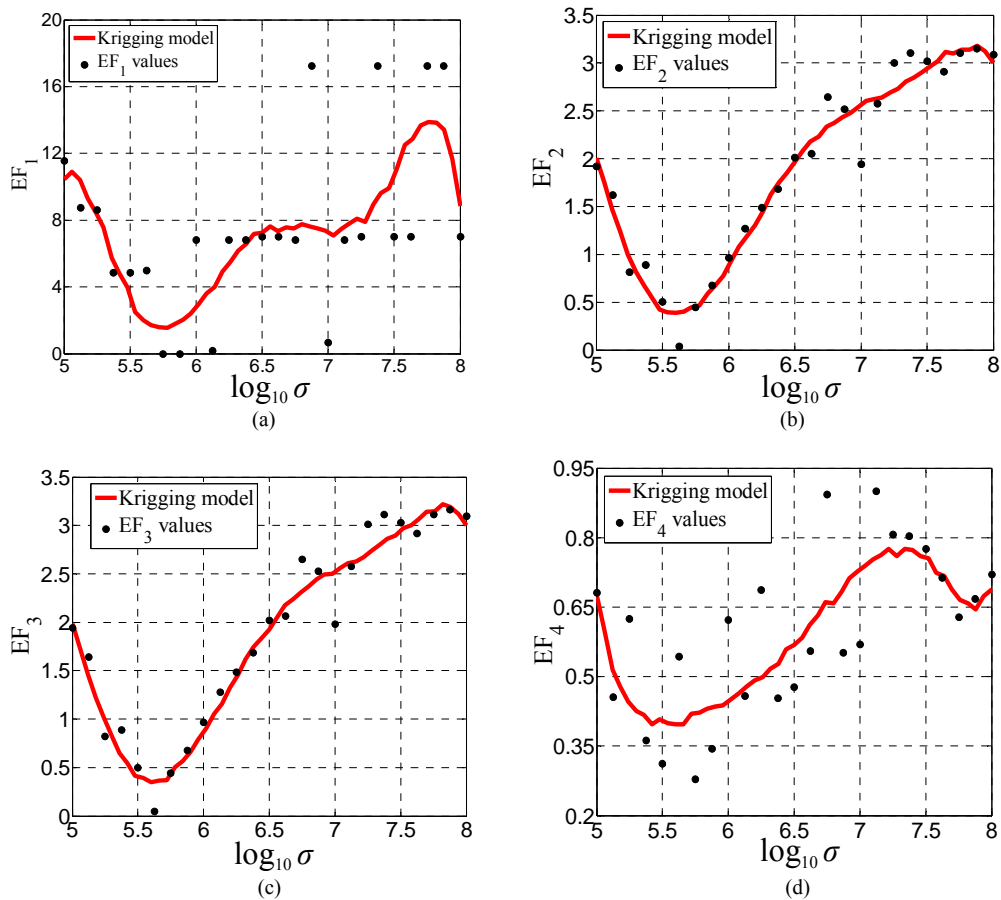 20
16
12
8
4
0
EF1
Krigging model
EF1 values
5 5.5 6 6.5 7 7.5 8
log10 σ
(a)
3.5
3
2.5
2
1.5
1
0.5
0
EF2
Krigging model
EF2 values
5 5.5 6 6.5 7 7.5 8
log10 σ
(b)
3.5
3
2.5
2
1.5
1
0.5
0
EF3
Krigging model
EF3 values
5 5.5 6 6.5 7 7.5 8
log10 σ
(c)
0.95
0.8
0.65
0.5
0.35
0.2
EF4
Krigging model
EF4 values
5 5.5 6 6.5 7 7.5 8
log10 σ
(d)